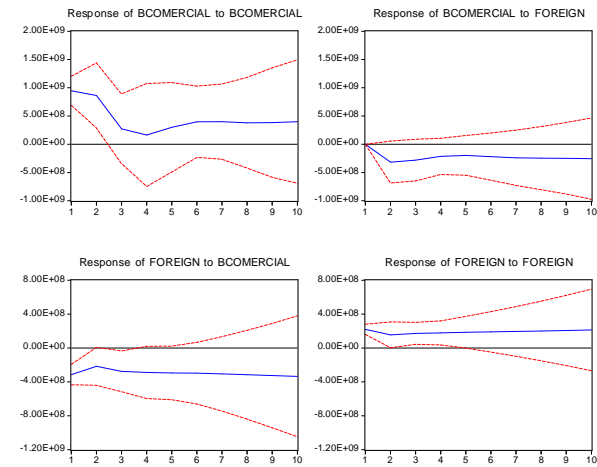 Response of BCOMERCIAL to BCOMERCIAL
2.00E+09
1.50E+09
1.00E+09
5.00E+08
0.00E+00
-5.00E+08
-1.00E+09
1 2 3 4 5 6 7 8 9 10
Response of BCOMERCIAL to FOREIGN
2.00E+09
1.50E+09
1.00E+09
5.00E+08
0.00E+00
-5.00E+08
-1.00E+09
1 2 3 4 5 6 7 8 9 10
Response of FOREIGN to BCOMERCIAL
8.00E+08
4.00E+08
0.00E+00
-4.00E+08
-8.00E+08
-1.20E+09
1 2 3 4 5 6 7 8 9 10
Response of FOREIGN to FOREIGN
8.00E+08
4.00E+08
0.00E+00
-4.00E+08
-8.00E+08
-1.20E+09
1 2 3 4 5 6 7 8 9 10